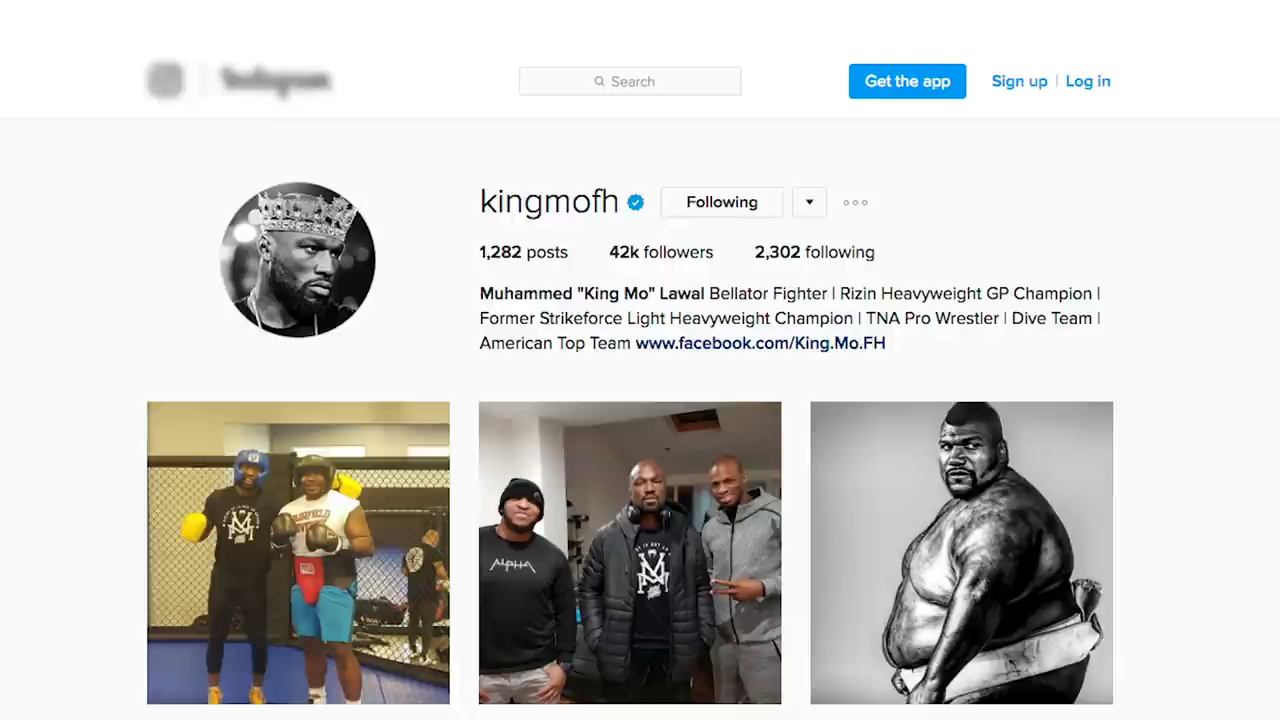 Search
Get the app
Sign up | Log in
kingmofh
Following
1,282 posts 42k followers 2,302 following
Muhammed "King Mo" Lawal Bellator Fighter | Rizin Heavyweight GP Champion |
Former Strikeforce Light Heavyweight Champion | TNA Pro Wrestler | Dive Team |
American Top Team www.facebook.com/King.Mo.FH
ALPHA